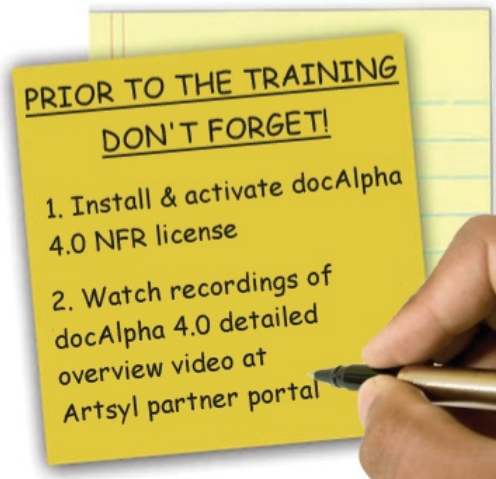 PRIOR TO THE TRAINING
DON'T FORGET!
1. Install & activate docAlpha
4.0 NFR license
2. Watch recordings of
docAlpha 4.0 detailed
overview video at
Artsyl partner portal